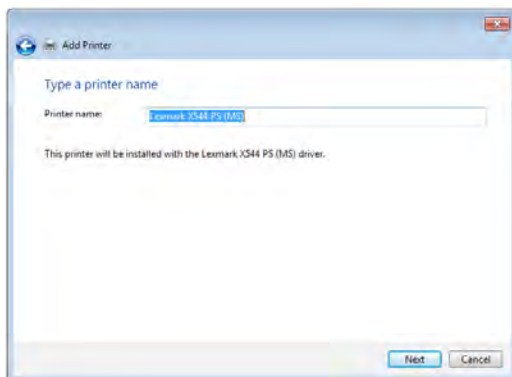 Add Printer
Type a printer name
Printer name: Lexmark X544 PS (MS)
This printer will be installed with the Lexmark X544 PS (MS) driver.
Next Cancel